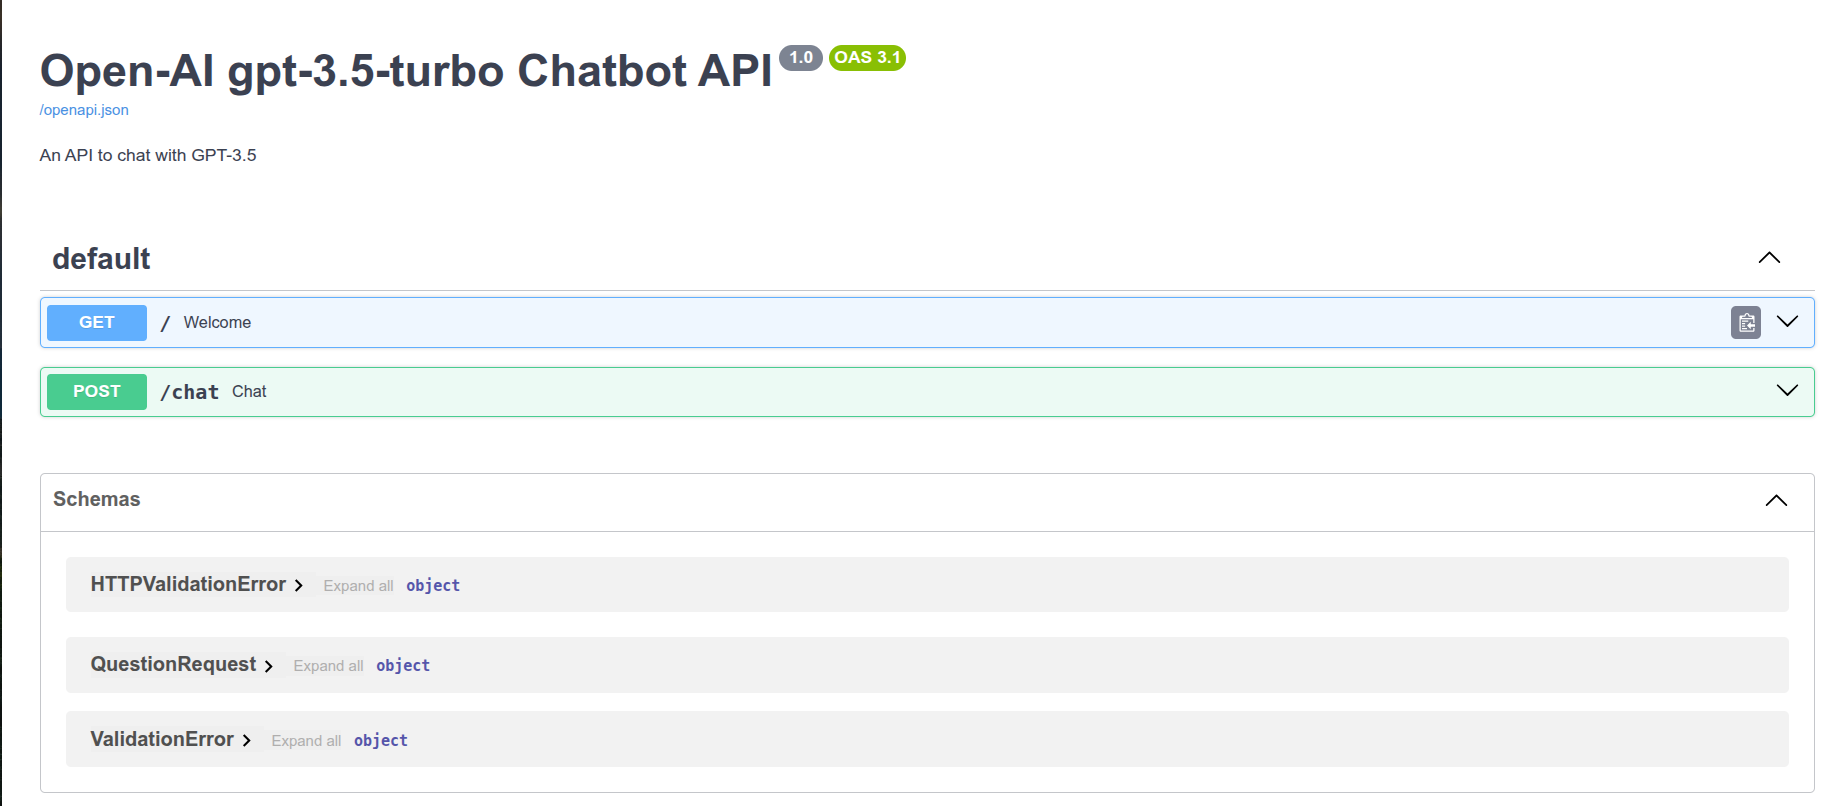 Open-AI gpt-3.5-turbo Chatbot API 1.0 OAS 3.1
/openapi.json
An API to chat with GPT-3.5
default
GET / Welcome
POST /chat Chat
Schemas
HTTPValidationError Expand all object
QuestionRequest Expand all object
ValidationError Expand all object